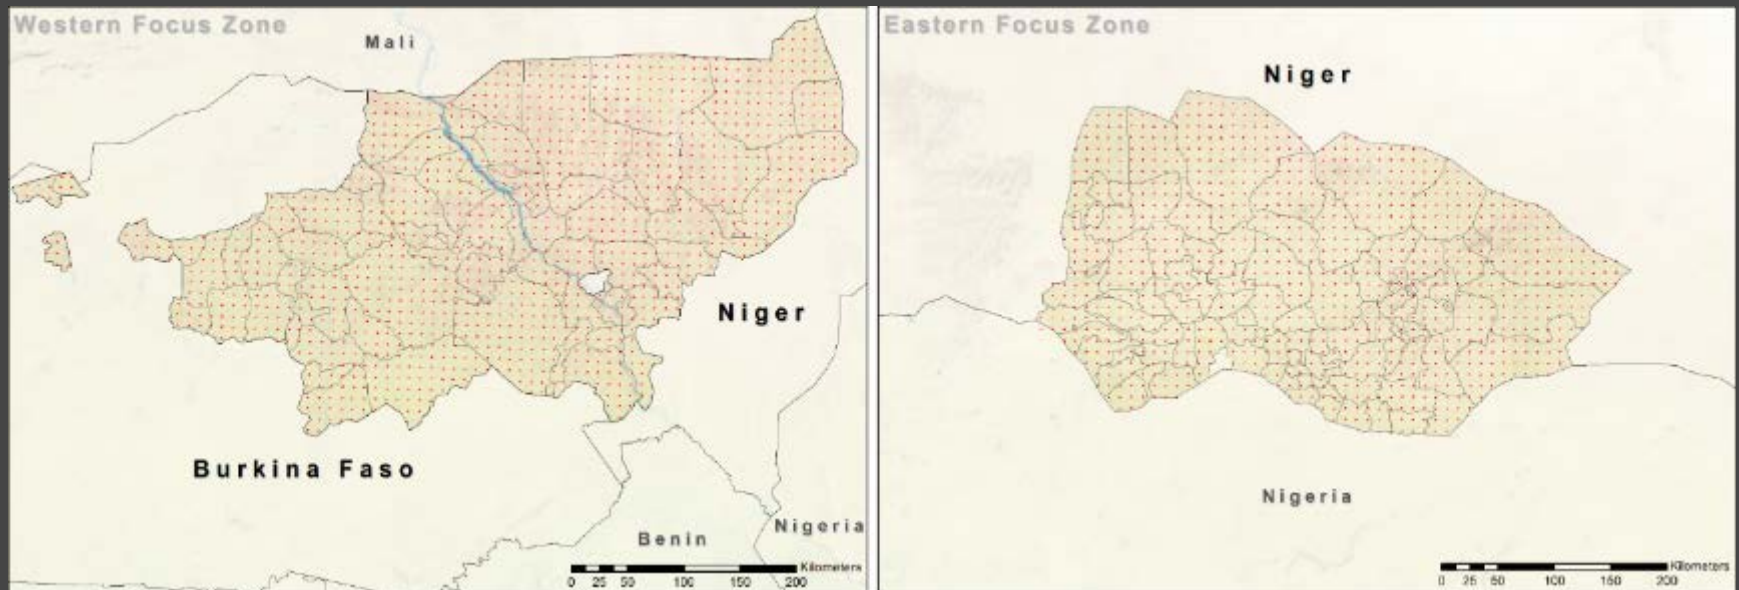 Western Focus Zone
Mali
Niger
Burkina Faso
Benin
Nigeria
Kilometers
0 25 50 100 150 200
Eastern Focus Zone
Niger
Nigeria
Kilometers
0 25 50 100 150 200